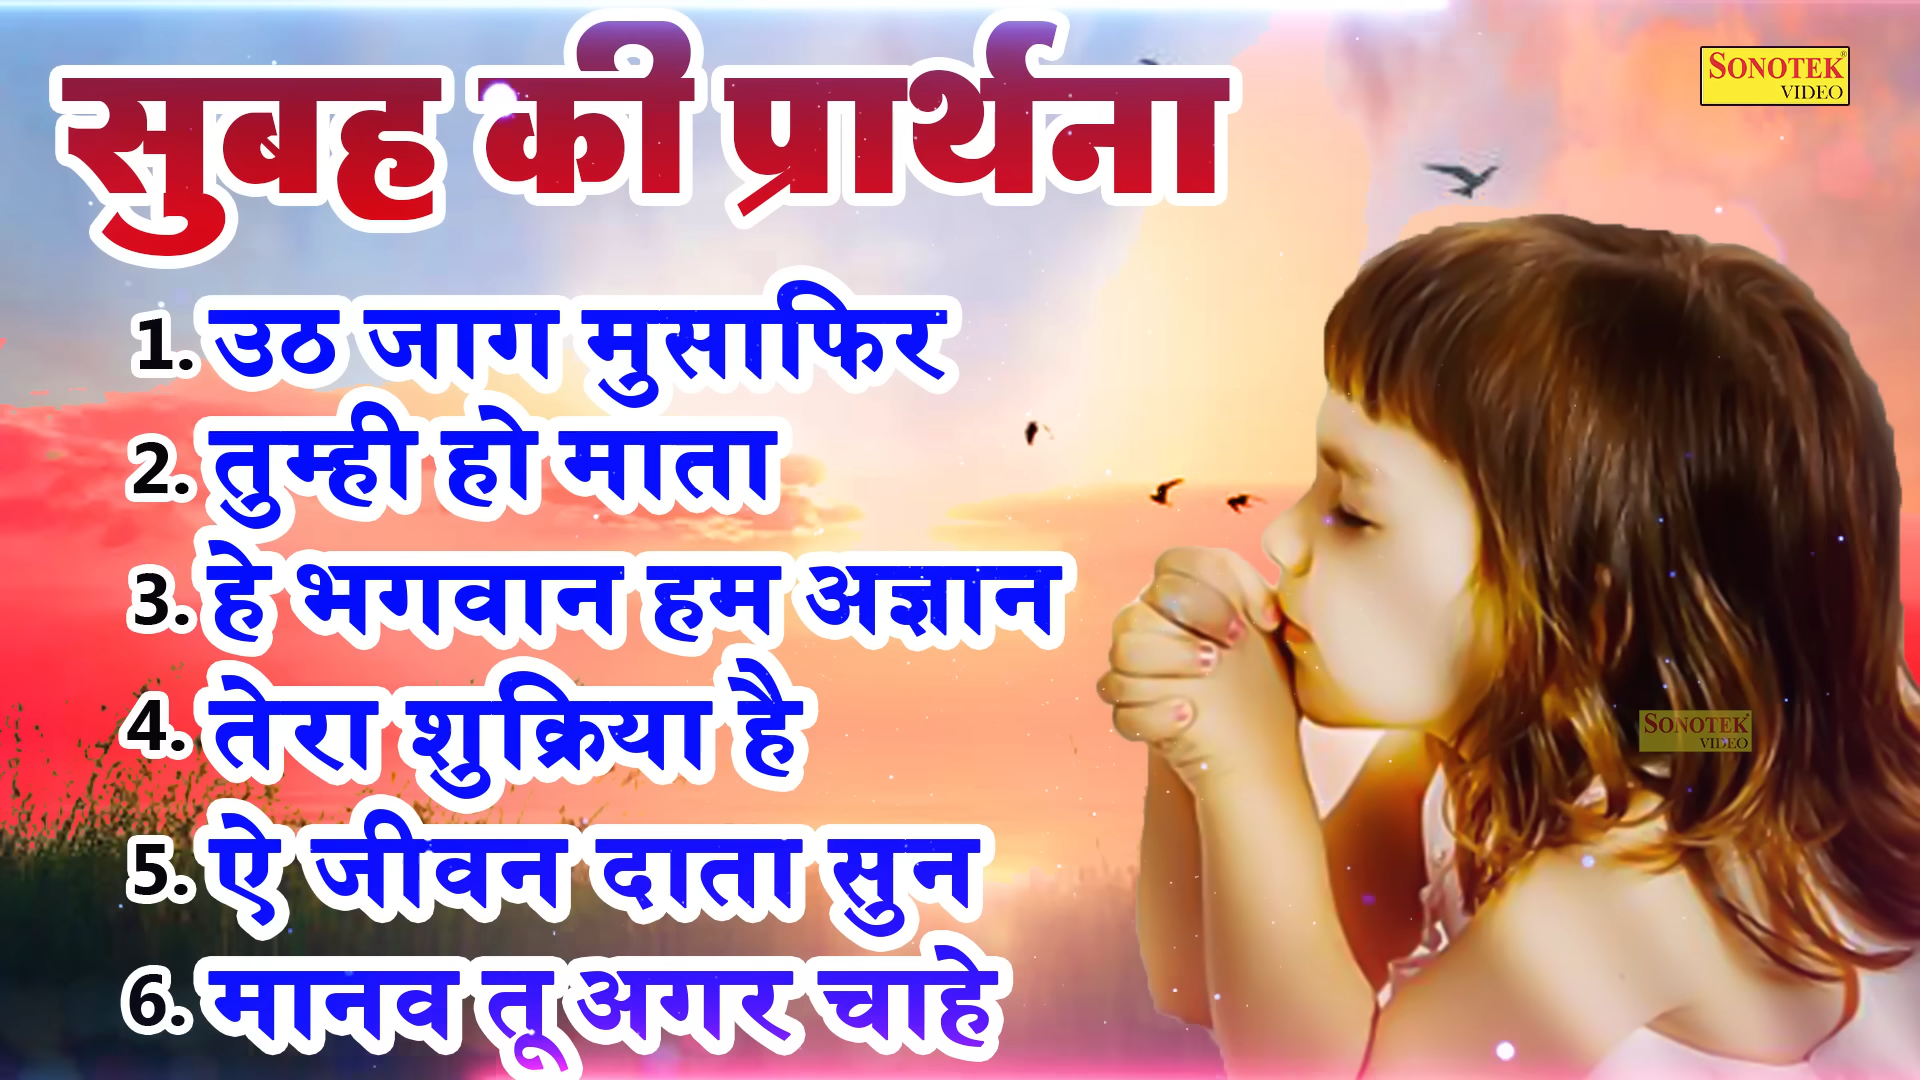 सुबह की प्रार्थना
SONOTEK®
VIDEO
1. उठ जाग मुसाफिर
2. तुम्ही हो माता
3. हे भगवान हम अज्ञान
4. तेरा शुक्रिया है
5. ऐ जीवन दाता सुन
6. मानव तू अगर चाहे
SONOTEK
VIDEO